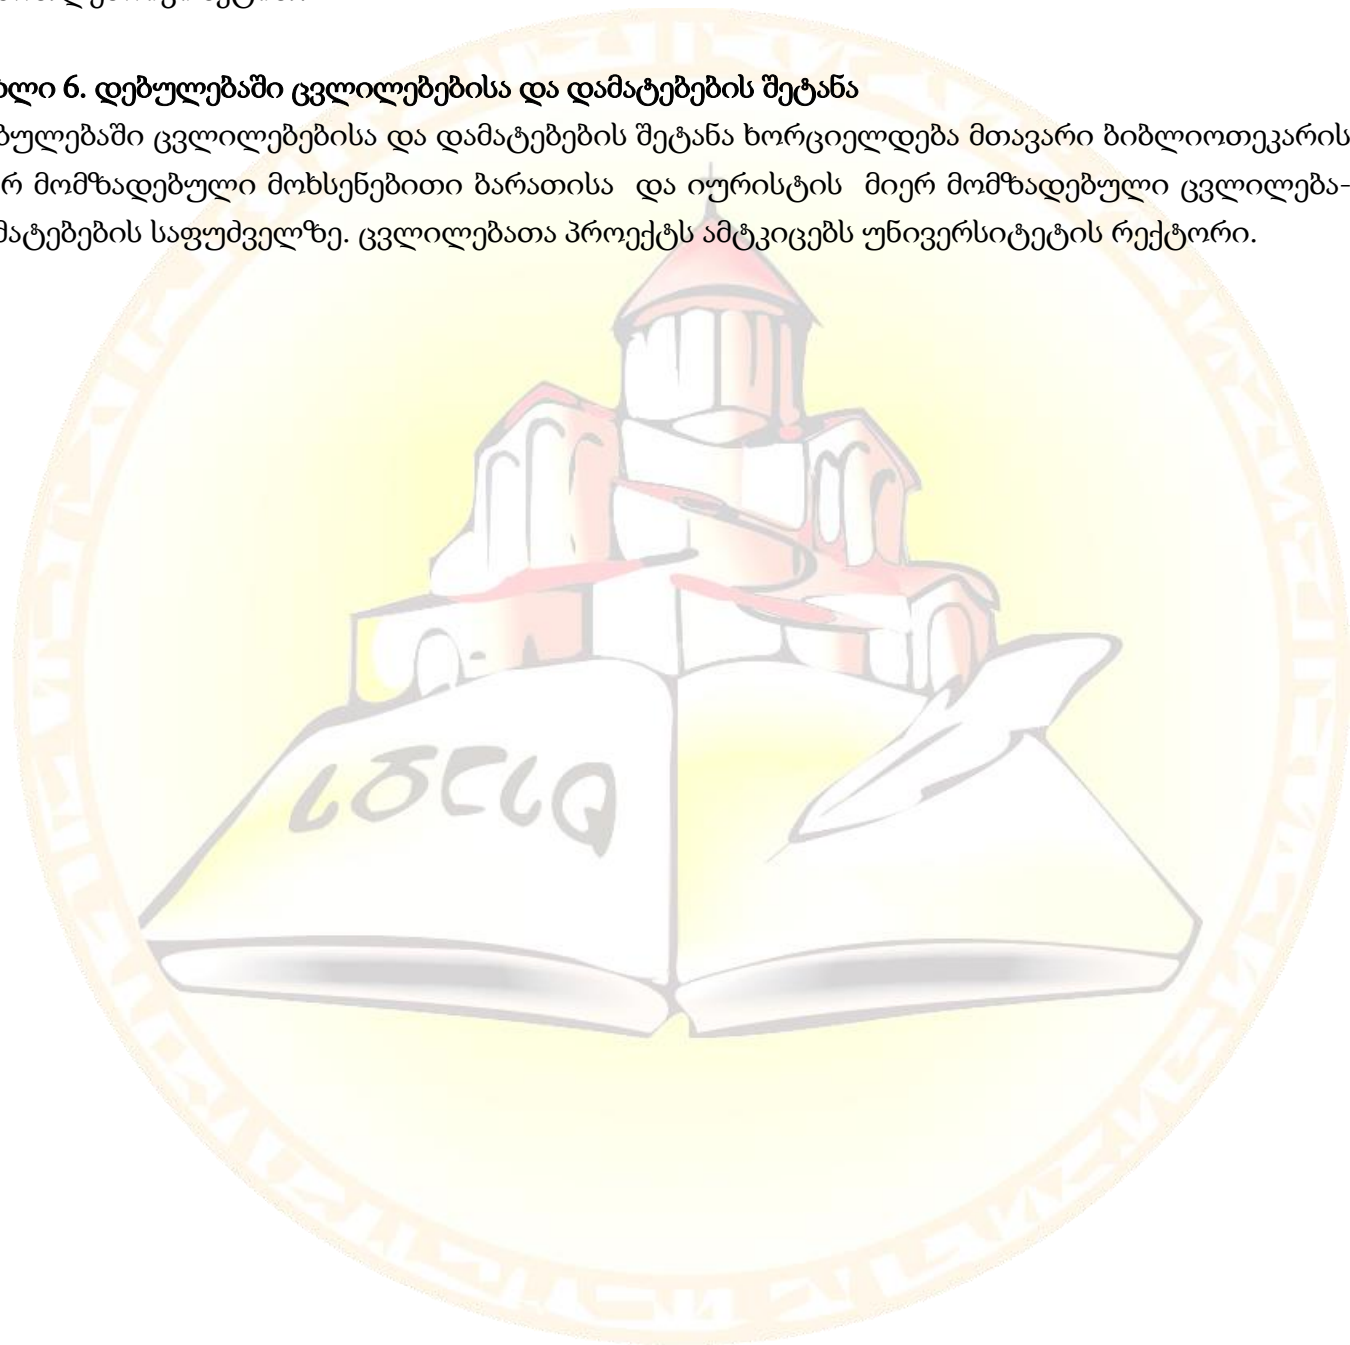 ხლი 6. დებულებაში ცვლილებებისა და დამატებების შეტანა
ბულებაში ცვლილებებისა და დამატებების შეტანა ხორციელდება მთავარი ბიბლიოთეკარის
რ მომზადებული მოხსენებითი ბარათისა და იურისტის მიერ მომზადებული ცვლილება-
მატებების საფუძველზე. ცვლილებათა პროექტს ამტკიცებს უნივერსიტეტის რექტორი.